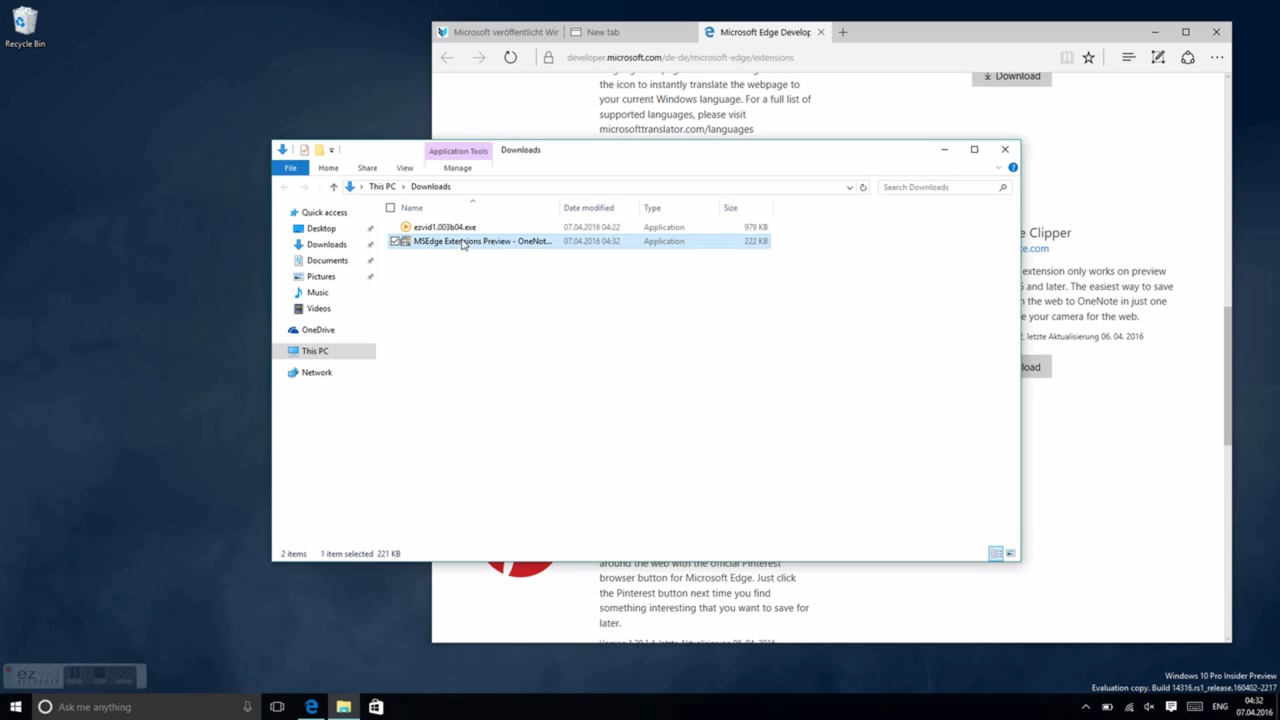 Recycle Bin
Microsoft veröffentlicht Wir
New tab
Microsoft Edge Develop
developer.microsoft.com/de-de/microsoft-edge/extensions
the icon to instantly translate the webpage to
your current Windows language. For a full list of
supported languages, please visit
microsofttranslator.com/languages
Download
Application Tools
Downloads
File
Home
Share
View
Manage
This PC
Downloads
Search Downloads
Name
Date modified
Type
Size
ezvid1.003b04.exe
07.04.2016 04:22
Application
979 KB
MSEdge Extensions Preview - OneNot...
07.04.2016 04:32
Application
222 KB
Quick access
Desktop
Downloads
Documents
Pictures
Music
Videos
OneDrive
This PC
Network
2 items
1 item selected 221 KB
e Clipper
te.com
extension only works on preview
and later. The easiest way to save
n the web to OneNote in just one
e your camera for the web.
letzte Aktualisierung 06. 04. 2016
load
around the web with the official Pinterest
browser button for Microsoft Edge. Just click
the Pinterest button next time you find
something interesting that you want to save for
later.
ezvid
RECORDER
PAUSE
STOP
DRAW
Windows 10 Pro Insider Preview
Evaluation copy. Build 14316.rs1_release.160402-2217
Ask me anything
ENG
04:32
07.04.2016